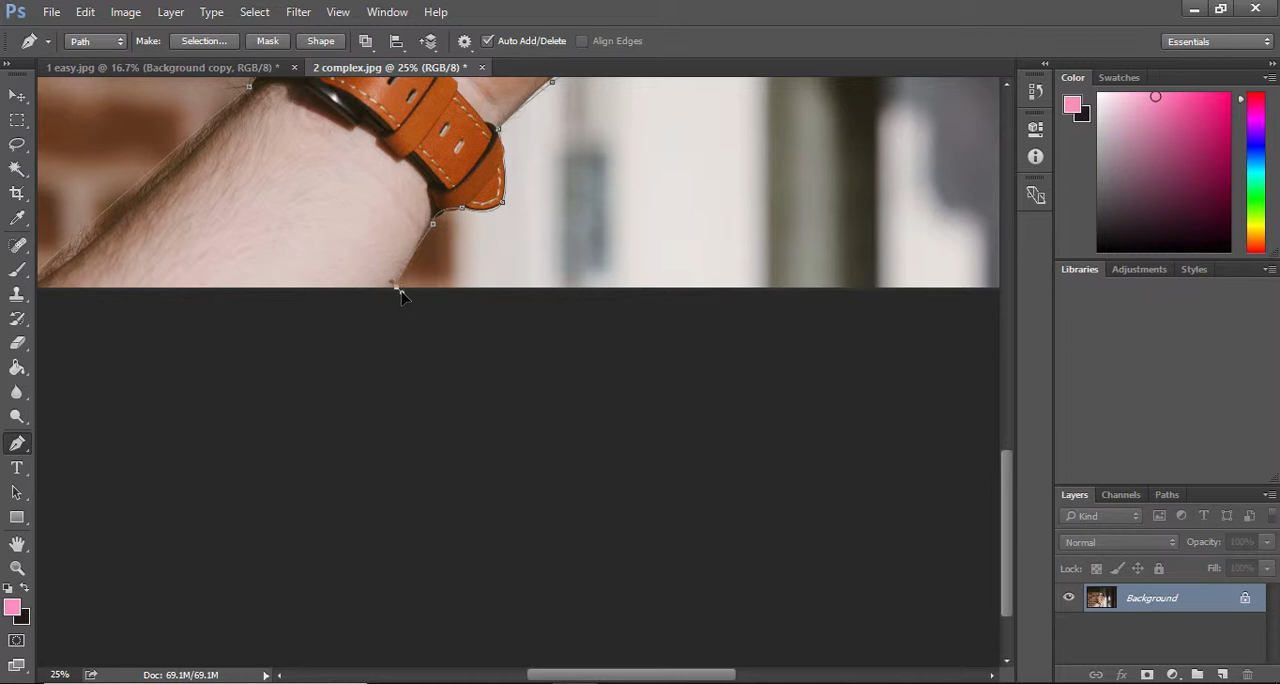 Ps File Edit Image Layer Type Select Filter View Window Help
Path Make: Selection... Mask Shape Auto Add/Delete Align Edges Essentials
1 easy.jpg @ 16.7% (Background copy, RGB/8) * × 2 complex.jpg @ 25% (RGB/8) * ×
Color Swatches
Libraries Adjustments Styles
Layers Channels Paths
Kind
Normal Opacity: 100%
Lock: Fill: 100%
Background
25% Doc: 69.1M/69.1M